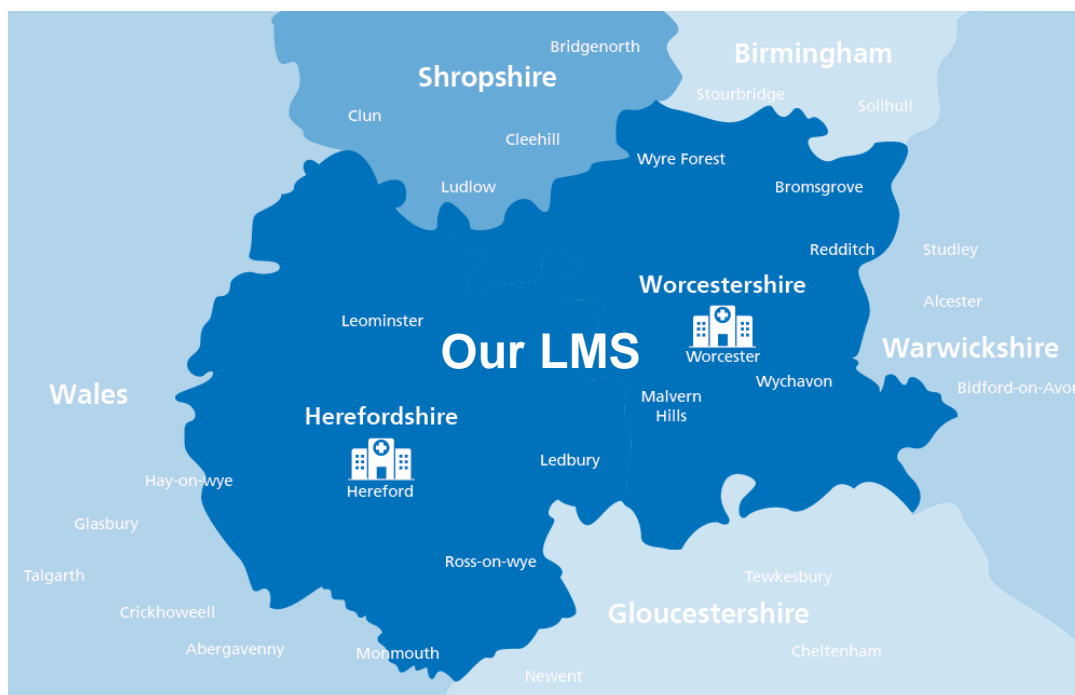 Bridgenorth
Birmingham
Shropshire
Stourbridge
Solihull
Clun
Cleehill
Wyre Forest
Ludlow
Bromsgrove
Redditch
Studley
Worcestershire
Alcester
Leominster
Our LMS
Worcester
Warwickshire
Wychavon
Bidford-on-Avon
Wales
Malvern
Hills
Herefordshire
Ledbury
Hay-on-wye
Hereford
Glasbury
Ross-on-wye
Talgarth
Tewkesbury
Crickhoweell
Gloucestershire
Abergavenny
Monmouth
Cheltenham
Newent